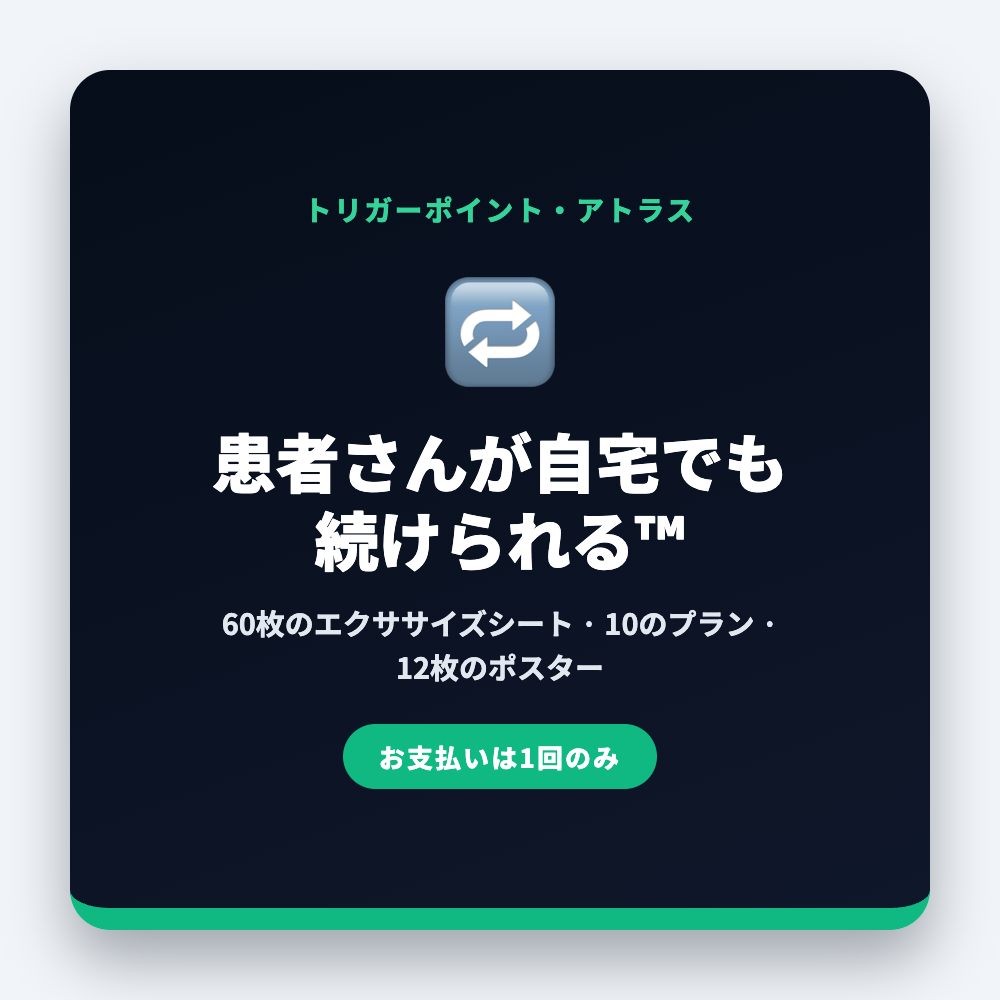 トリガーポイント・アトラス
患者さんが自宅でも
続けられる™
60枚のエクササイズシート · 10のプラン ·
12枚のポスター
お支払いは1回のみ